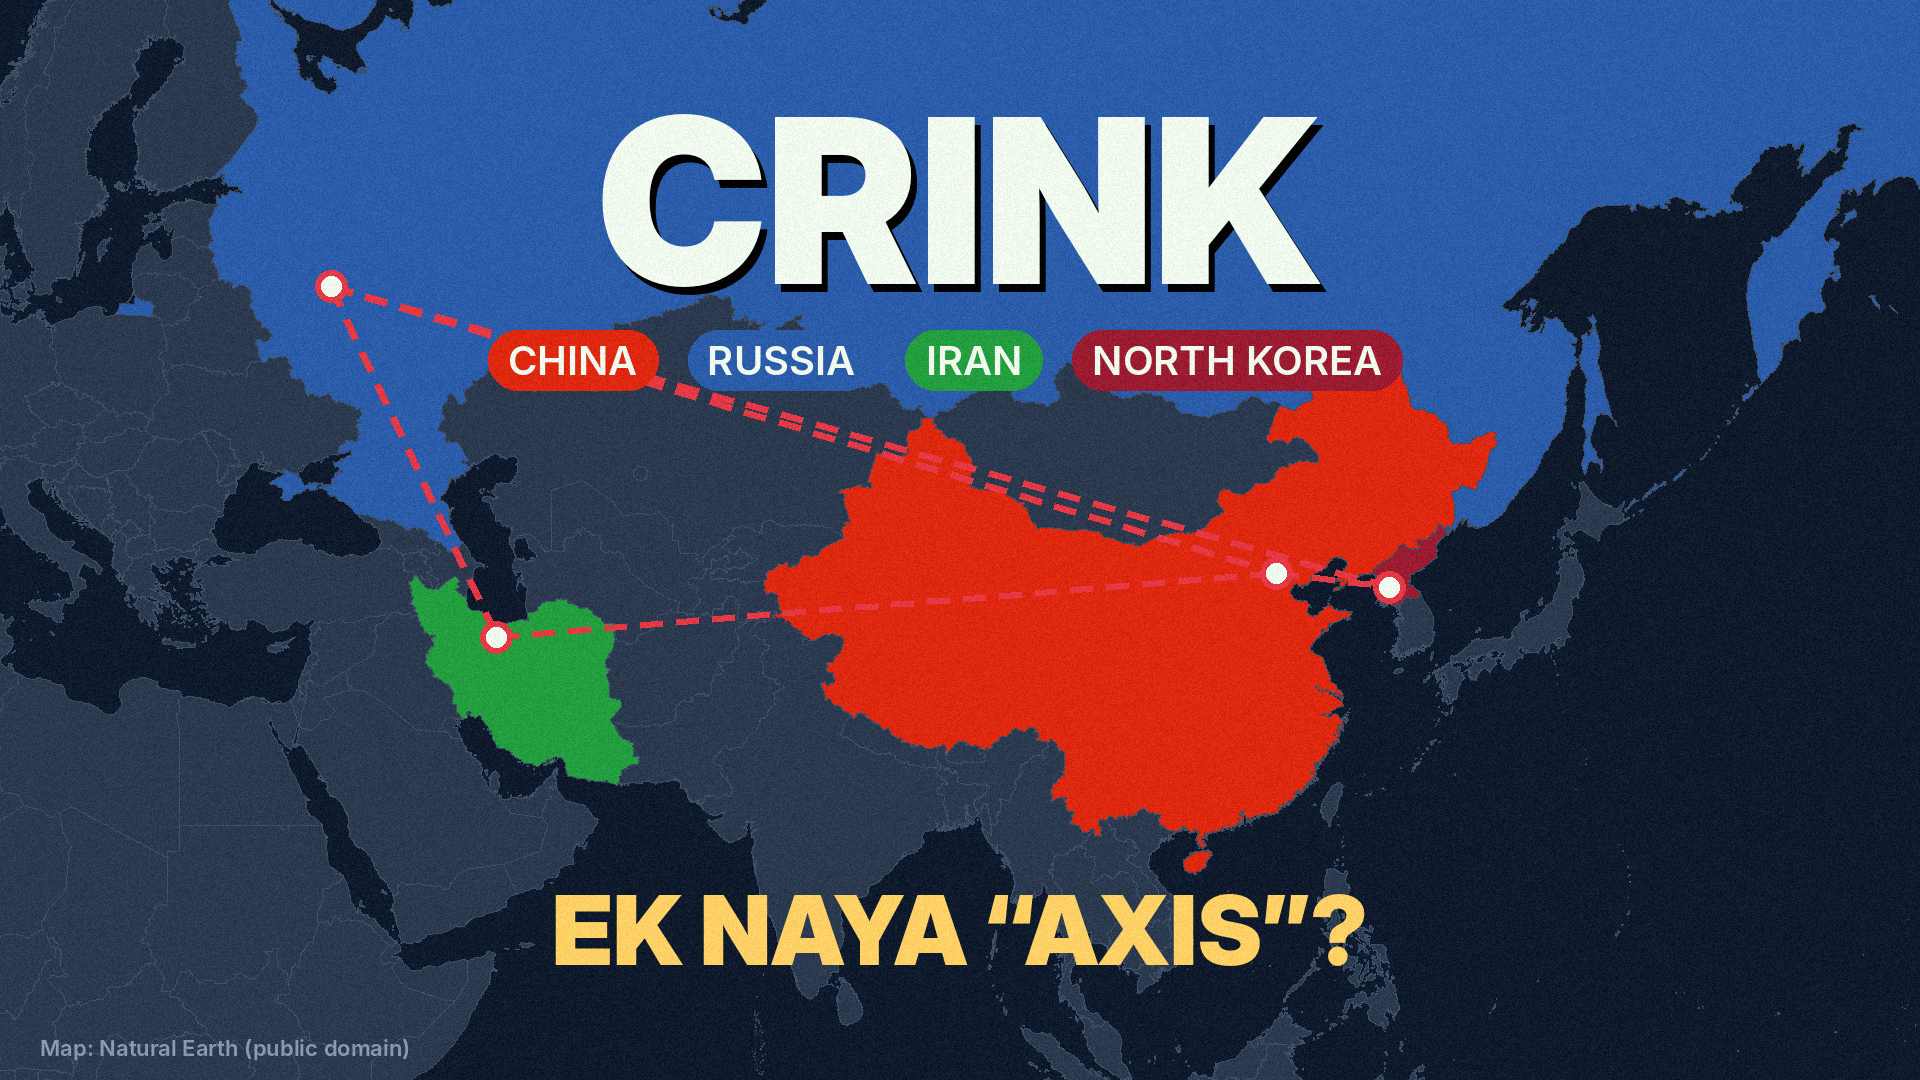 CRINK
CHINA RUSSIA IRAN NORTH KOREA
EK NAYA “AXIS”?
Map: Natural Earth (public domain)